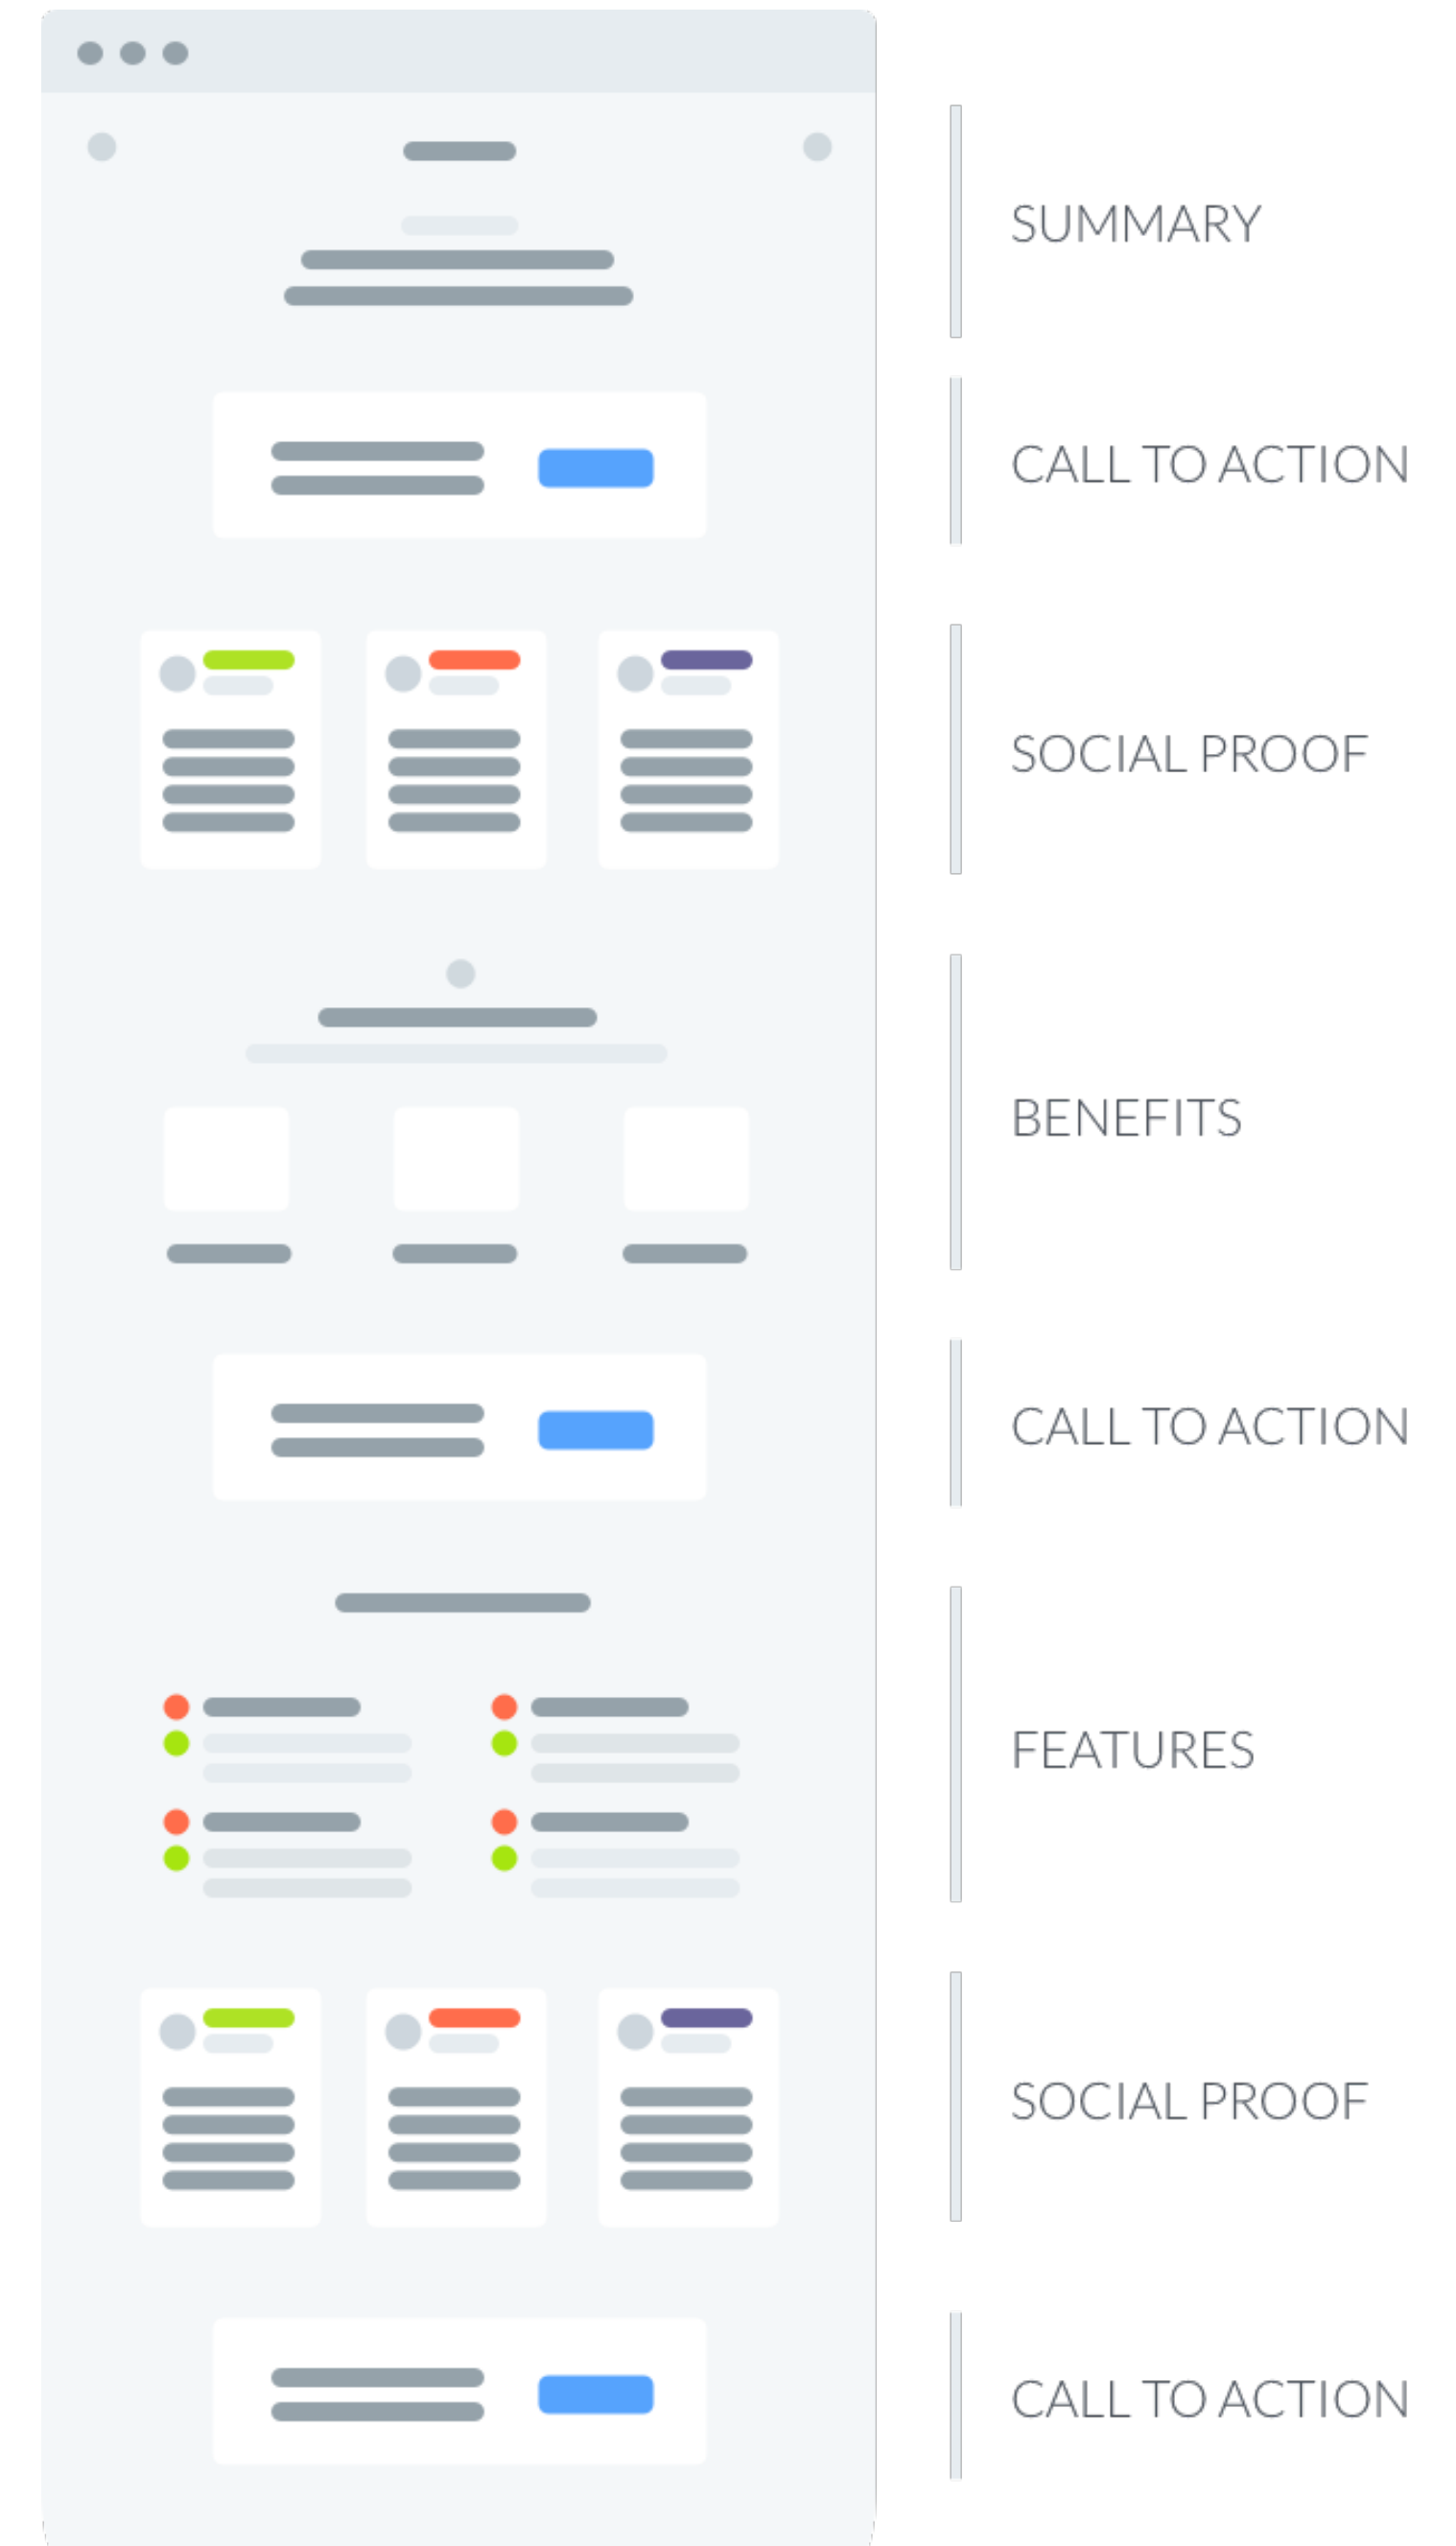 SUMMARY
CALL TO ACTION
SOCIAL PROOF
BENEFITS
CALL TO ACTION
FEATURES
SOCIAL PROOF
CALL TO ACTION